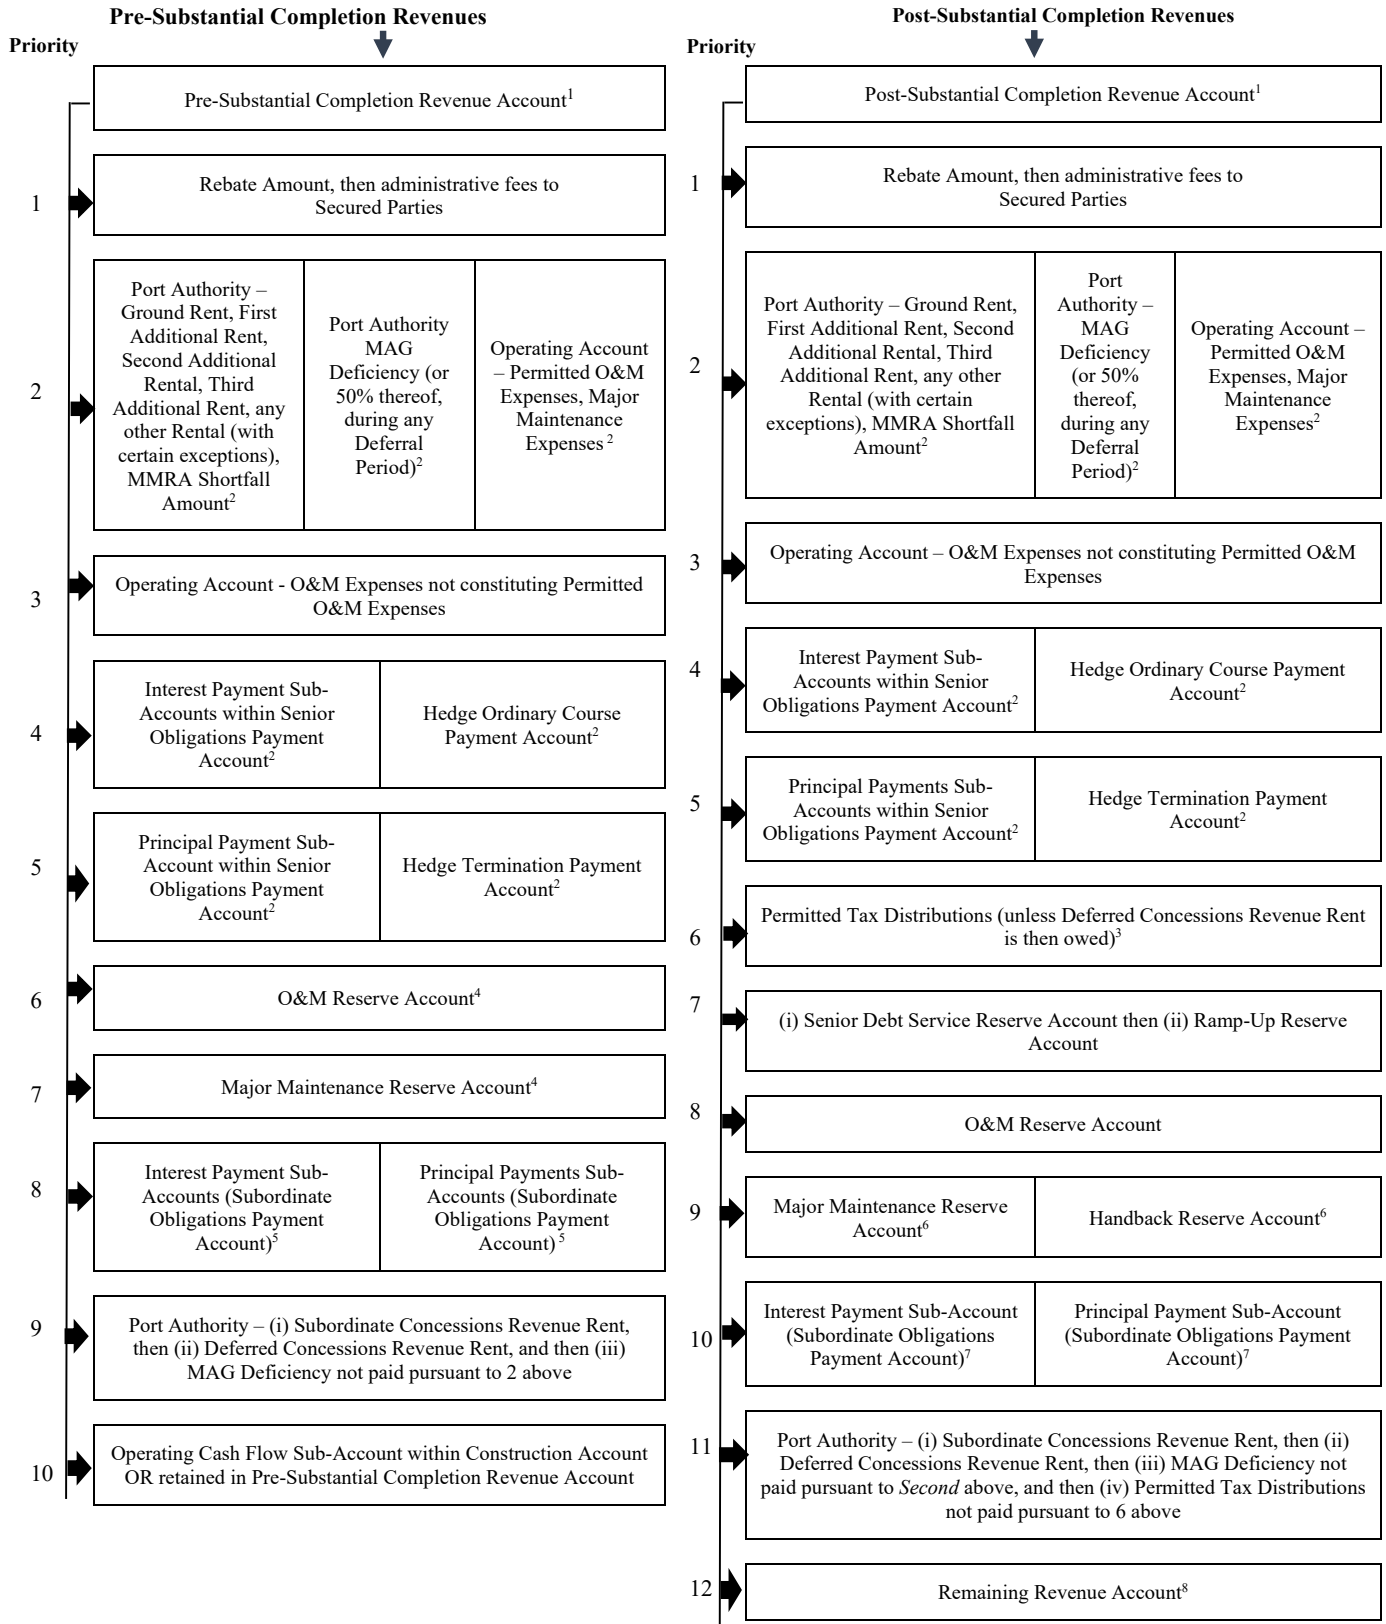 Pre-Substantial Completion Revenues
Priority
Pre-Substantial Completion Revenue Account1
1
Rebate Amount, then administrative fees to
Secured Parties
2
Port Authority –
Ground Rent, First
Additional Rent,
Second Additional
Rental, Third
Additional Rent, any
other Rental (with
certain exceptions),
MMRA Shortfall
Amount2
Port Authority
MAG
Deficiency (or
50% thereof,
during any
Deferral
Period)2
Operating Account
– Permitted O&M
Expenses, Major
Maintenance
Expenses 2
3
Operating Account - O&M Expenses not constituting Permitted
O&M Expenses
4
Interest Payment Sub-
Accounts within Senior
Obligations Payment
Account2
Hedge Ordinary Course
Payment Account2
5
Principal Payment Sub-
Account within Senior
Obligations Payment
Account2
Hedge Termination Payment
Account2
6
O&M Reserve Account4
7
Major Maintenance Reserve Account4
8
Interest Payment Sub-
Accounts (Subordinate
Obligations Payment
Account)5
Principal Payments Sub-
Accounts (Subordinate
Obligations Payment
Account) 5
9
Port Authority – (i) Subordinate Concessions Revenue Rent,
then (ii) Deferred Concessions Revenue Rent, and then (iii)
MAG Deficiency not paid pursuant to 2 above
10
Operating Cash Flow Sub-Account within Construction Account
OR retained in Pre-Substantial Completion Revenue Account
Post-Substantial Completion Revenues
Priority
Post-Substantial Completion Revenue Account1
1
Rebate Amount, then administrative fees to
Secured Parties
2
Port Authority – Ground Rent,
First Additional Rent, Second
Additional Rental, Third
Additional Rent, any other
Rental (with certain
exceptions), MMRA Shortfall
Amount2
Port
Authority –
MAG
Deficiency
(or 50%
thereof,
during any
Deferral
Period)2
Operating Account –
Permitted O&M
Expenses, Major
Maintenance
Expenses2
3
Operating Account – O&M Expenses not constituting Permitted O&M
Expenses
4
Interest Payment Sub-
Accounts within Senior
Obligations Payment Account2
Hedge Ordinary Course Payment
Account2
5
Principal Payments Sub-
Accounts within Senior
Obligations Payment Account2
Hedge Termination Payment
Account2
6
Permitted Tax Distributions (unless Deferred Concessions Revenue Rent
is then owed)3
7
(i) Senior Debt Service Reserve Account then (ii) Ramp-Up Reserve
Account
8
O&M Reserve Account
9
Major Maintenance Reserve
Account6
Handback Reserve Account6
10
Interest Payment Sub-Account
(Subordinate Obligations
Payment Account)7
Principal Payment Sub-Account
(Subordinate Obligations Payment
Account)7
11
Port Authority – (i) Subordinate Concessions Revenue Rent, then (ii)
Deferred Concessions Revenue Rent, then (iii) MAG Deficiency not
paid pursuant to Second above, and then (iv) Permitted Tax Distributions
not paid pursuant to 6 above
12
Remaining Revenue Account8